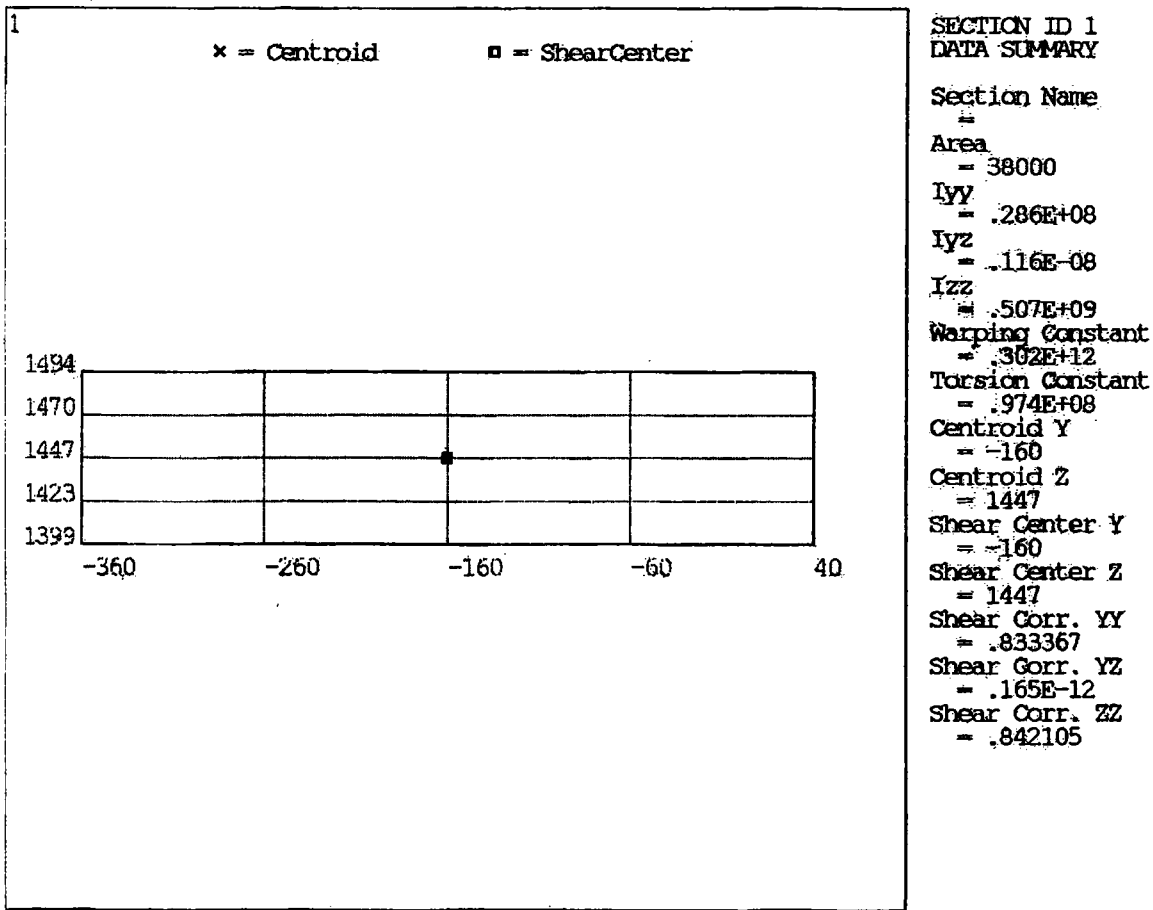 1
× = Centroid
□ = ShearCenter
1494
1470
1447
1423
1399
-360
-260
-160
-60
40
SECTION ID 1
DATA SUMMARY
Section Name
=
Area
= 38000
Iyy
= .286E+08
Iyz
= .116E-08
Izz
= .507E+09
Warping Constant
= .302E+12
Torsion Constant
= .974E+08
Centroid Y
= -160
Centroid Z
= 1447
Shear Center Y
= -160
Shear Center Z
= 1447
Shear Corr. YY
= .833367
Shear Corr. YZ
= .165E-12
Shear Corr. ZZ
= .842105